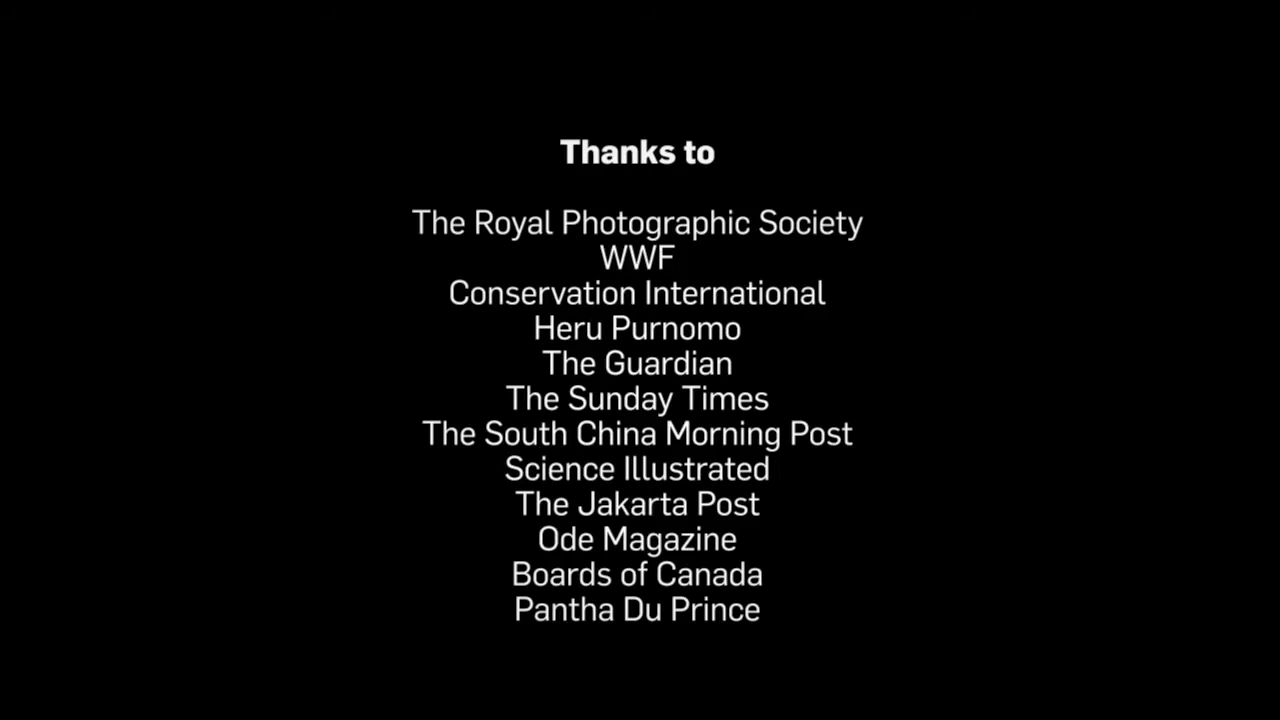 Thanks to
The Royal Photographic Society
WWF
Conservation International
Heru Purnomo
The Guardian
The Sunday Times
The South China Morning Post
Science Illustrated
The Jakarta Post
Ode Magazine
Boards of Canada
Pantha Du Prince